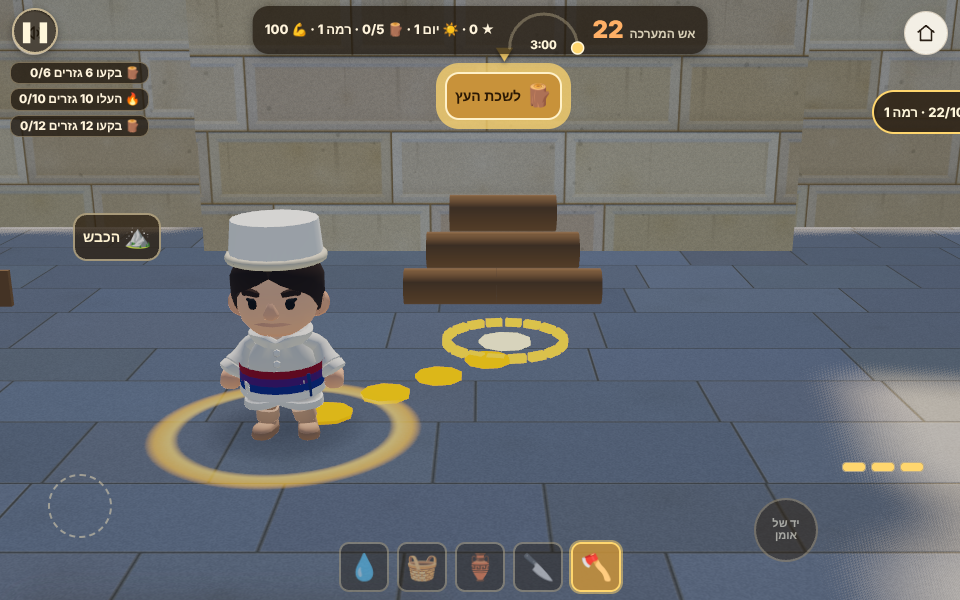 אש המערכה 22
3:00
★ 0 · יום 1 · 0/5 · רמה 1 · 100
בקעו 6 גזרים 0/6
העלו 10 גזרים 0/10
בקעו 12 גזרים 0/12
לשכת העץ
22/10 · רמה 1
הכבש
יד של
אומן